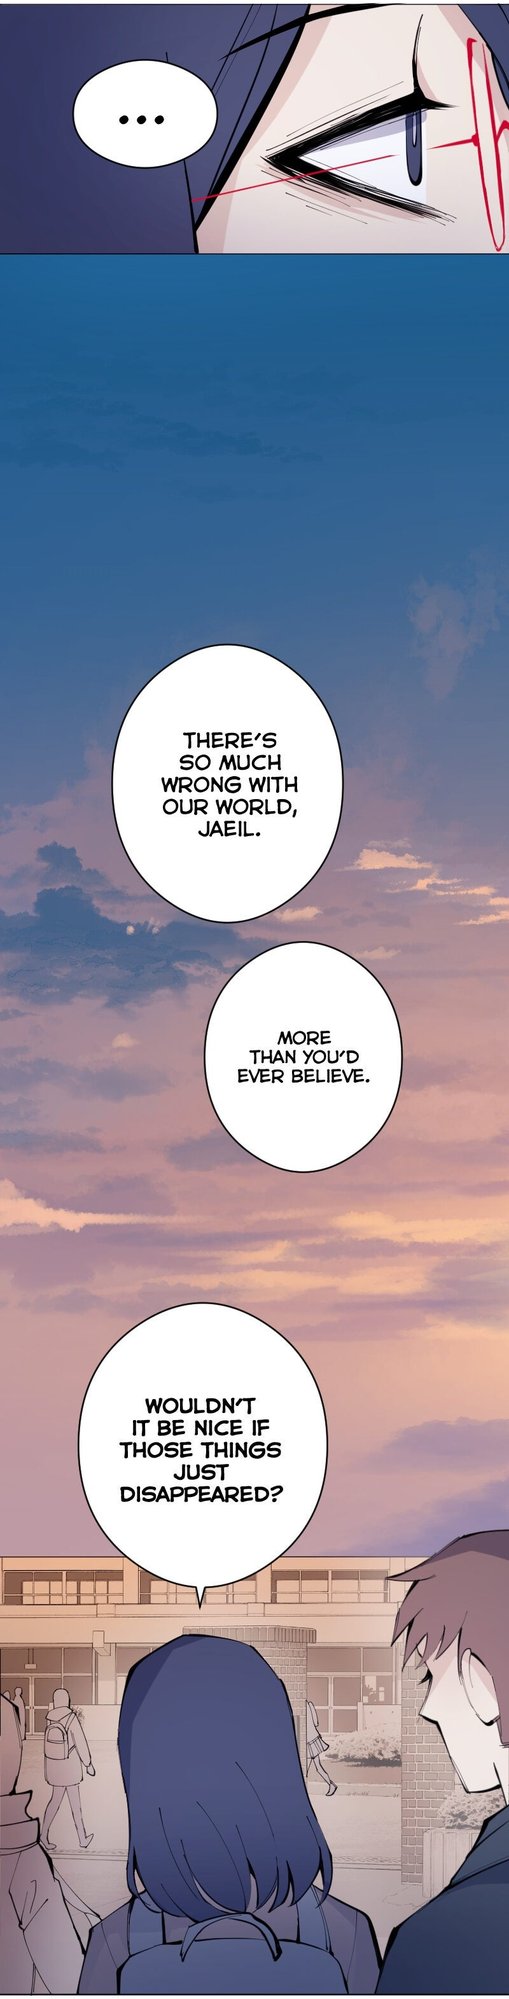 ...
THERE'S
SO MUCH
WRONG WITH
OUR WORLD,
JAEIL.
MORE
THAN YOU'D
EVER BELIEVE.
WOULDN'T
IT BE NICE IF
THOSE THINGS
JUST
DISAPPEARED?